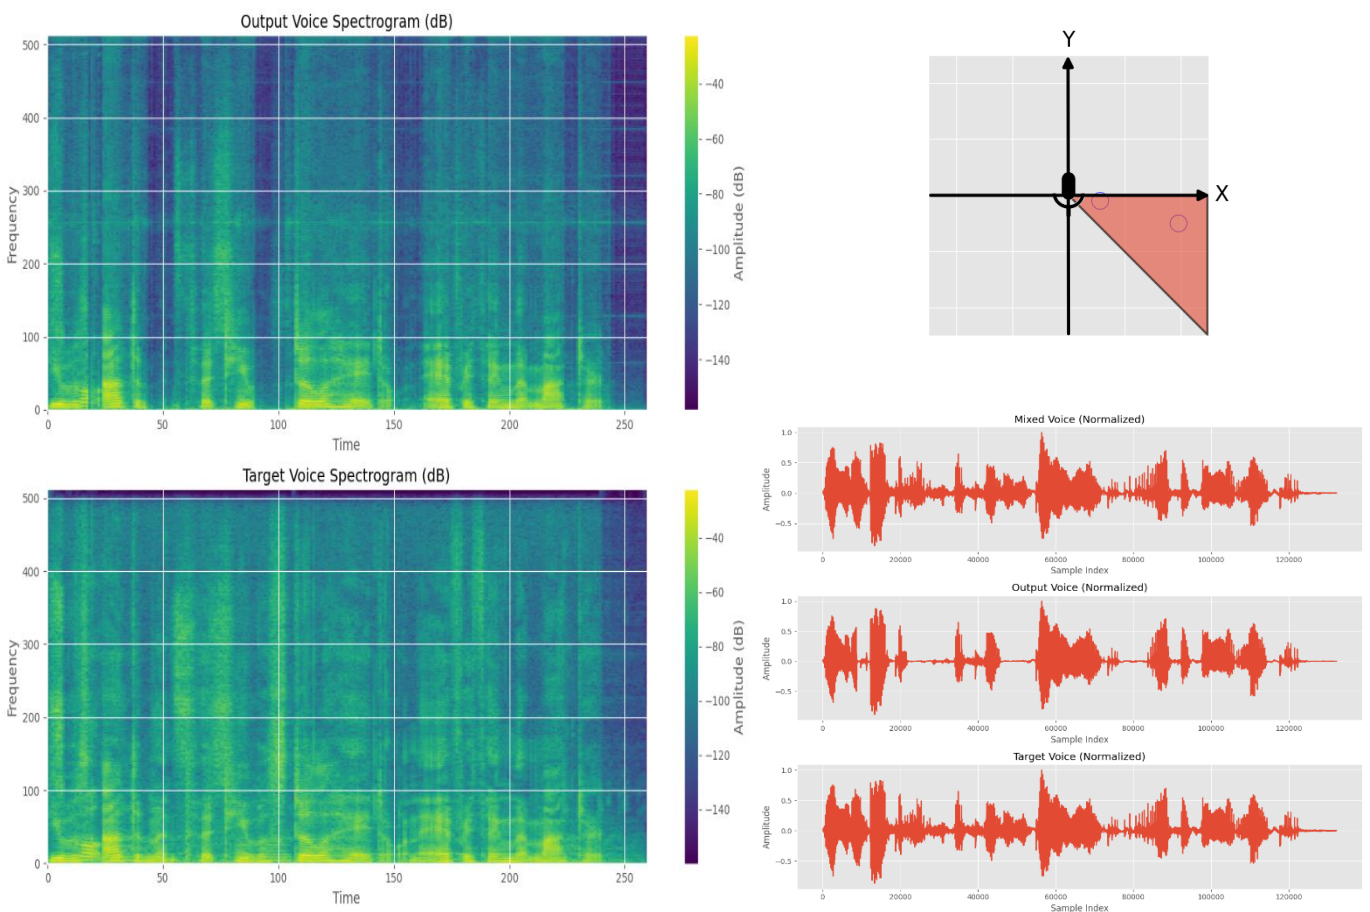 Output Voice Spectrogram (dB)
500
400
300
200
100
0
Frequency
0 50 100 150 200 250
Time
−40
−60
−80
−100
−120
−140
Amplitude (dB)
Target Voice Spectrogram (dB)
500
400
300
200
100
0
Frequency
0 50 100 150 200 250
Time
−40
−60
−80
−100
−120
−140
Amplitude (dB)
Y
X
Mixed Voice (Normalized)
1.0
0.5
0.0
−0.5
Amplitude
0 20000 40000 60000 80000 100000 120000
Sample Index
Output Voice (Normalized)
1.0
0.5
0.0
−0.5
Amplitude
0 20000 40000 60000 80000 100000 120000
Sample Index
Target Voice (Normalized)
1.0
0.5
0.0
−0.5
Amplitude
0 20000 40000 60000 80000 100000 120000
Sample Index